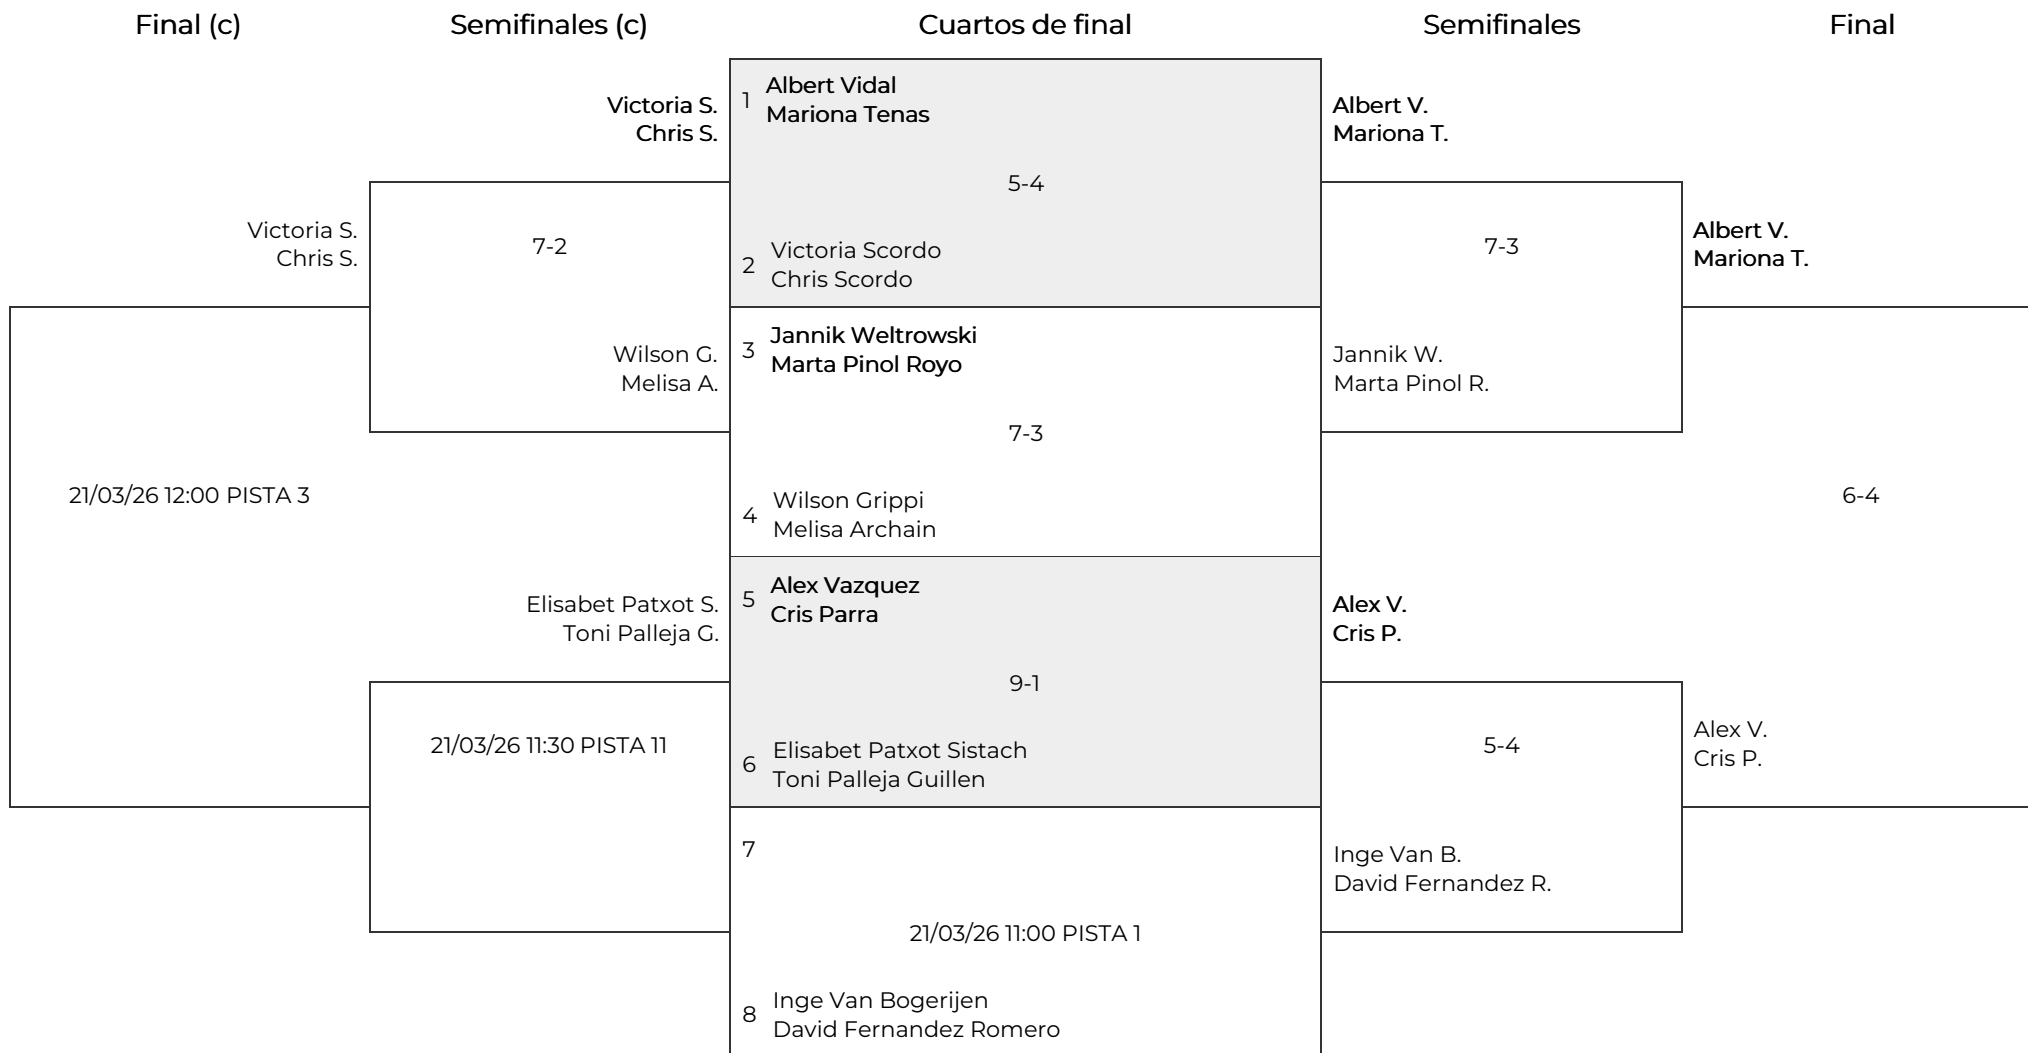 Final (c)
Semifinales (c)
Cuartos de final
Semifinales
Final
Victoria S.
Chris S.
1
Albert Vidal
Mariona Tenas
Albert V.
Mariona T.
5-4
Victoria S.
Chris S.
7-2
2
Victoria Scordo
Chris Scordo
7-3
Albert V.
Mariona T.
Wilson G.
Melisa A.
3
Jannik Weltrowski
Marta Pinol Royo
Jannik W.
Marta Pinol R.
7-3
21/03/26 12:00 PISTA 3
4
Wilson Grippi
Melisa Archain
6-4
Elisabet Patxot S.
Toni Palleja G.
5
Alex Vazquez
Cris Parra
Alex V.
Cris P.
9-1
21/03/26 11:30 PISTA 11
6
Elisabet Patxot Sistach
Toni Palleja Guillen
5-4
Alex V.
Cris P.
7
Inge Van B.
David Fernandez R.
21/03/26 11:00 PISTA 1
8
Inge Van Bogerijen
David Fernandez Romero